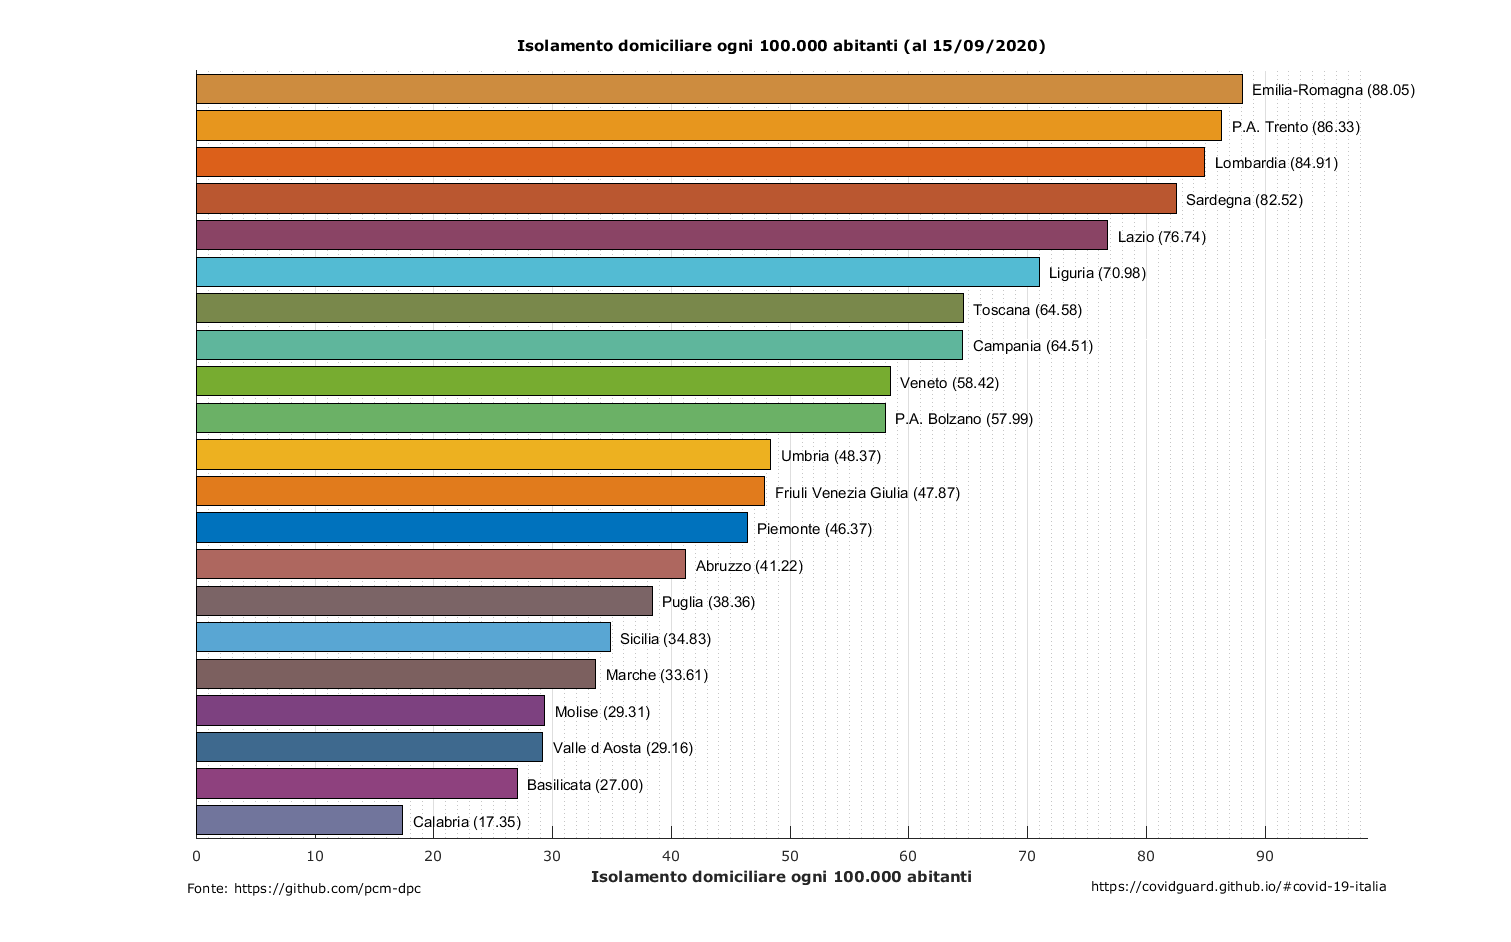 Isolamento domiciliare ogni 100.000 abitanti (al 15/09/2020)
Emilia-Romagna (88.05)
P.A. Trento (86.33)
Lombardia (84.91)
Sardegna (82.52)
Lazio (76.74)
Liguria (70.98)
Toscana (64.58)
Campania (64.51)
Veneto (58.42)
P.A. Bolzano (57.99)
Umbria (48.37)
Friuli Venezia Giulia (47.87)
Piemonte (46.37)
Abruzzo (41.22)
Puglia (38.36)
Sicilia (34.83)
Marche (33.61)
Molise (29.31)
Valle d Aosta (29.16)
Basilicata (27.00)
Calabria (17.35)
0 10 20 30 40 50 60 70 80 90
Isolamento domiciliare ogni 100.000 abitanti
Fonte: https://github.com/pcm-dpc
https://covidguard.github.io/#covid-19-italia